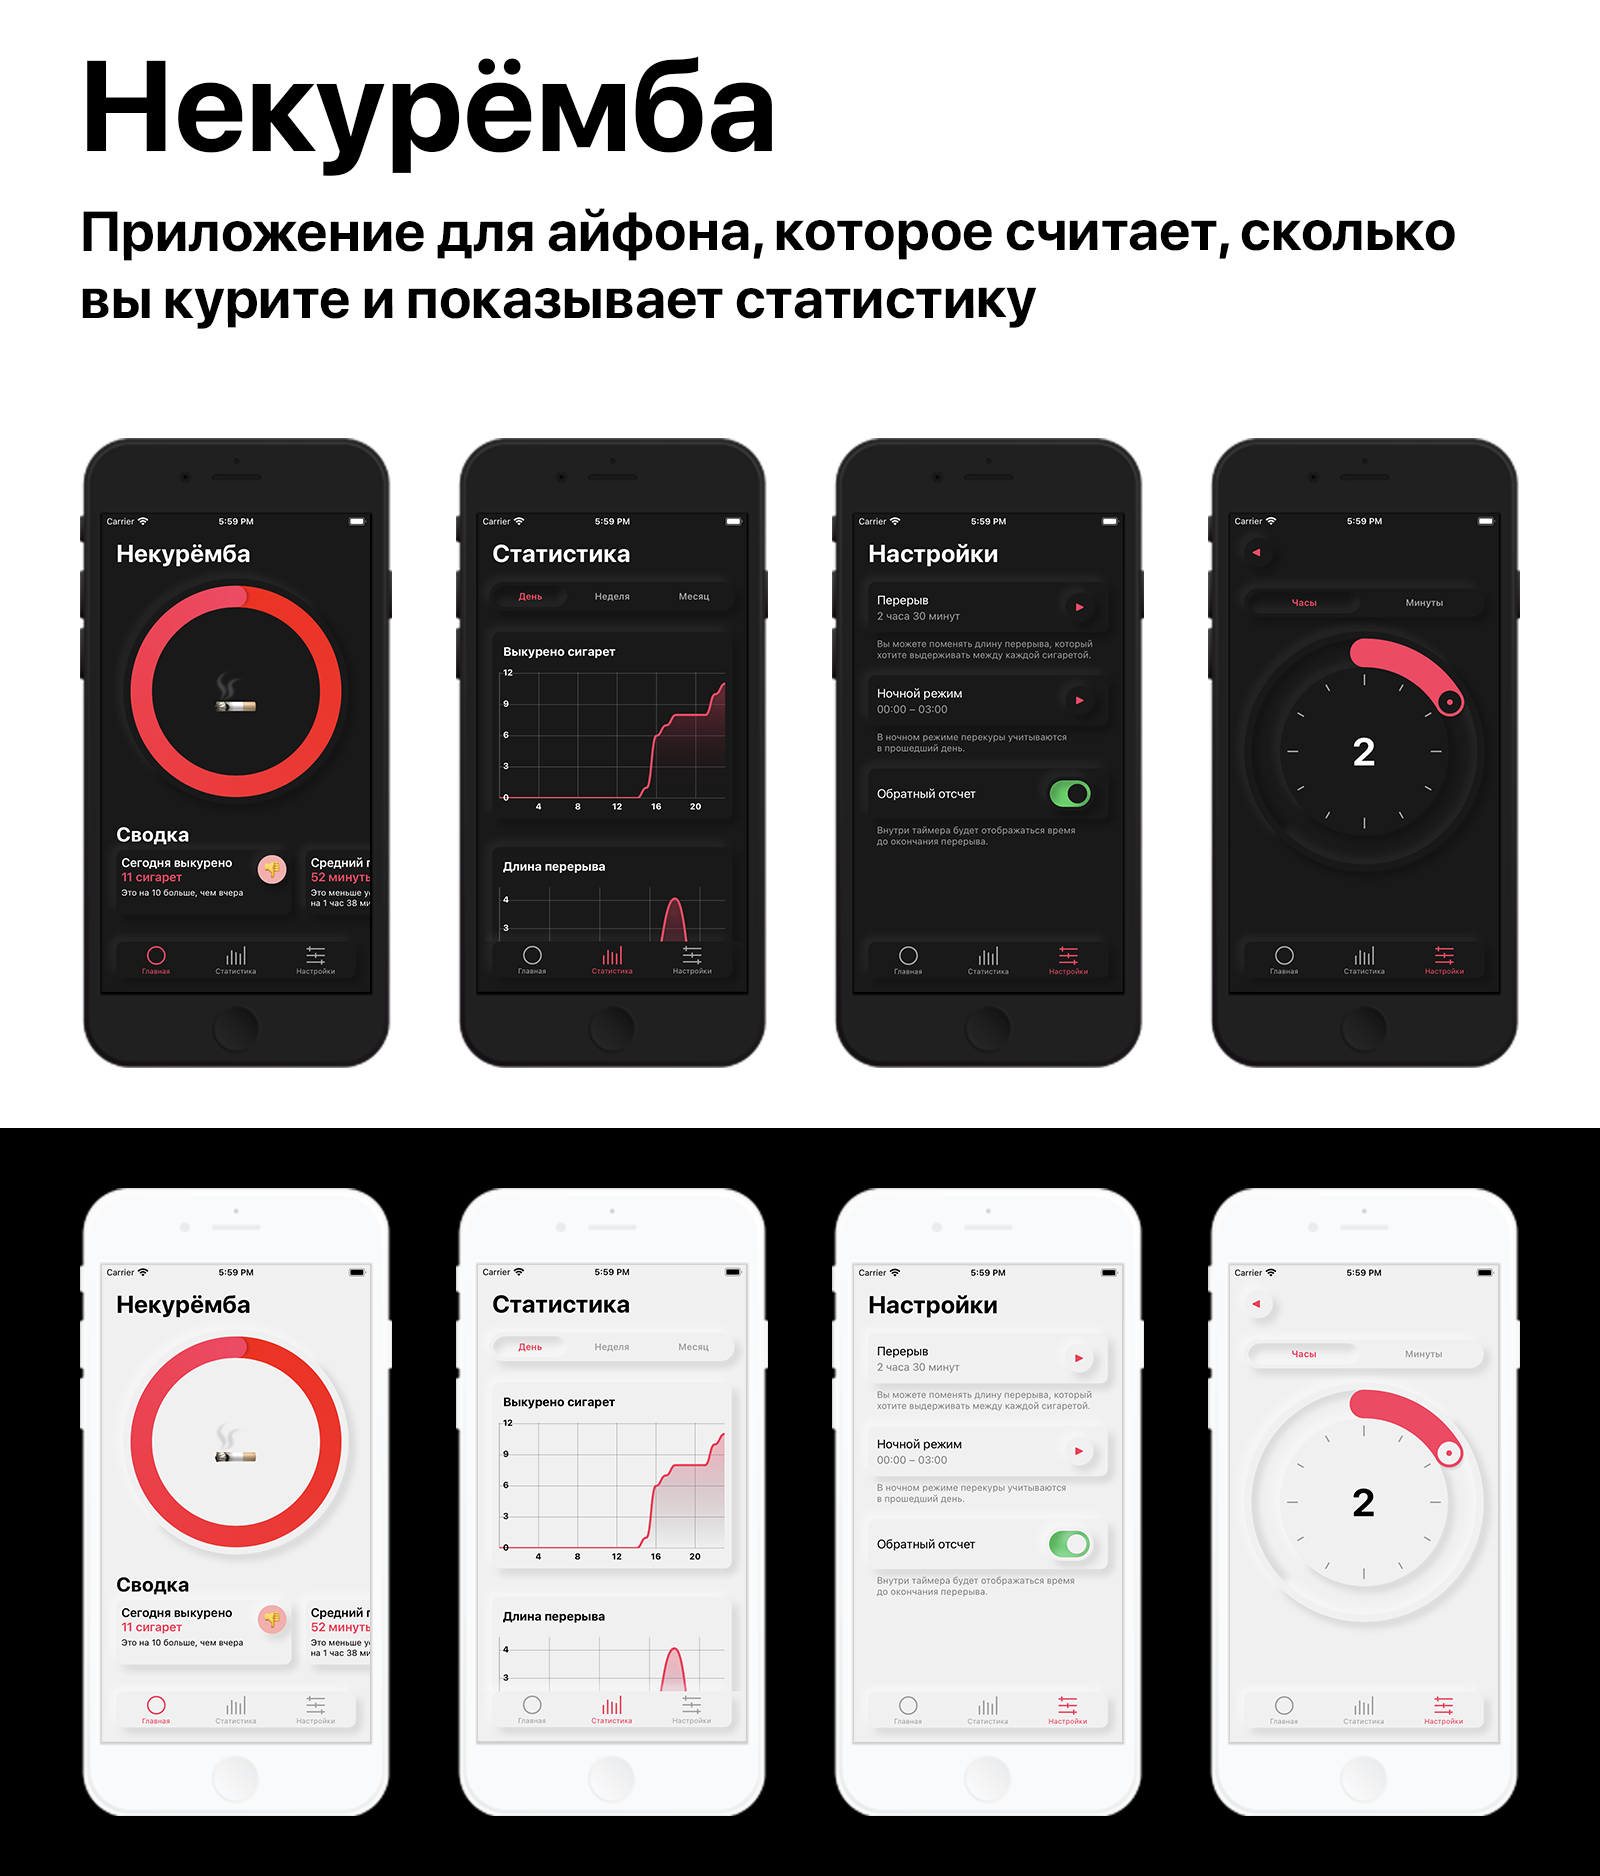 Некурёмба
Приложение для айфона, которое считает, сколько
вы курите и показывает статистику
Carrier
5:59 PM
Некурёмба
Сводка
Сегодня выкурено
11 сигарет
Это на 10 больше, чем вчера
Средний
52 минуты
Это меньше
на 1 час 38
Главная
Статистика
Настройки
Carrier
5:59 PM
Статистика
День
Неделя
Месяц
Выкурено сигарет
12
9
6
3
0
4
8
12
16
20
Длина перерыва
4
3
Главная
Статистика
Настройки
Carrier
5:59 PM
Настройки
Перерыв
2 часа 30 минут
Вы можете поменять длину перерыва, который
хотите выдерживать между каждой сигаретой.
Ночной режим
00:00 – 03:00
В ночном режиме перекуры учитываются
в прошедший день.
Обратный отсчет
Внутри таймера будет отображаться время
до окончания перерыва.
Главная
Статистика
Настройки
Carrier
5:59 PM
Часы
Минуты
2
Главная
Статистика
Настройки
Carrier
5:59 PM
Некурёмба
Сводка
Сегодня выкурено
11 сигарет
Это на 10 больше, чем вчера
Средний
52 минуты
Это меньше
на 1 час 38
Главная
Статистика
Настройки
Carrier
5:59 PM
Статистика
День
Неделя
Месяц
Выкурено сигарет
12
9
6
3
0
4
8
12
16
20
Длина перерыва
4
3
Главная
Статистика
Настройки
Carrier
5:59 PM
Настройки
Перерыв
2 часа 30 минут
Вы можете поменять длину перерыва, который
хотите выдерживать между каждой сигаретой.
Ночной режим
00:00 – 03:00
В ночном режиме перекуры учитываются
в прошедший день.
Обратный отсчет
Внутри таймера будет отображаться время
до окончания перерыва.
Главная
Статистика
Настройки
Carrier
5:59 PM
Часы
Минуты
2
Главная
Статистика
Настройки